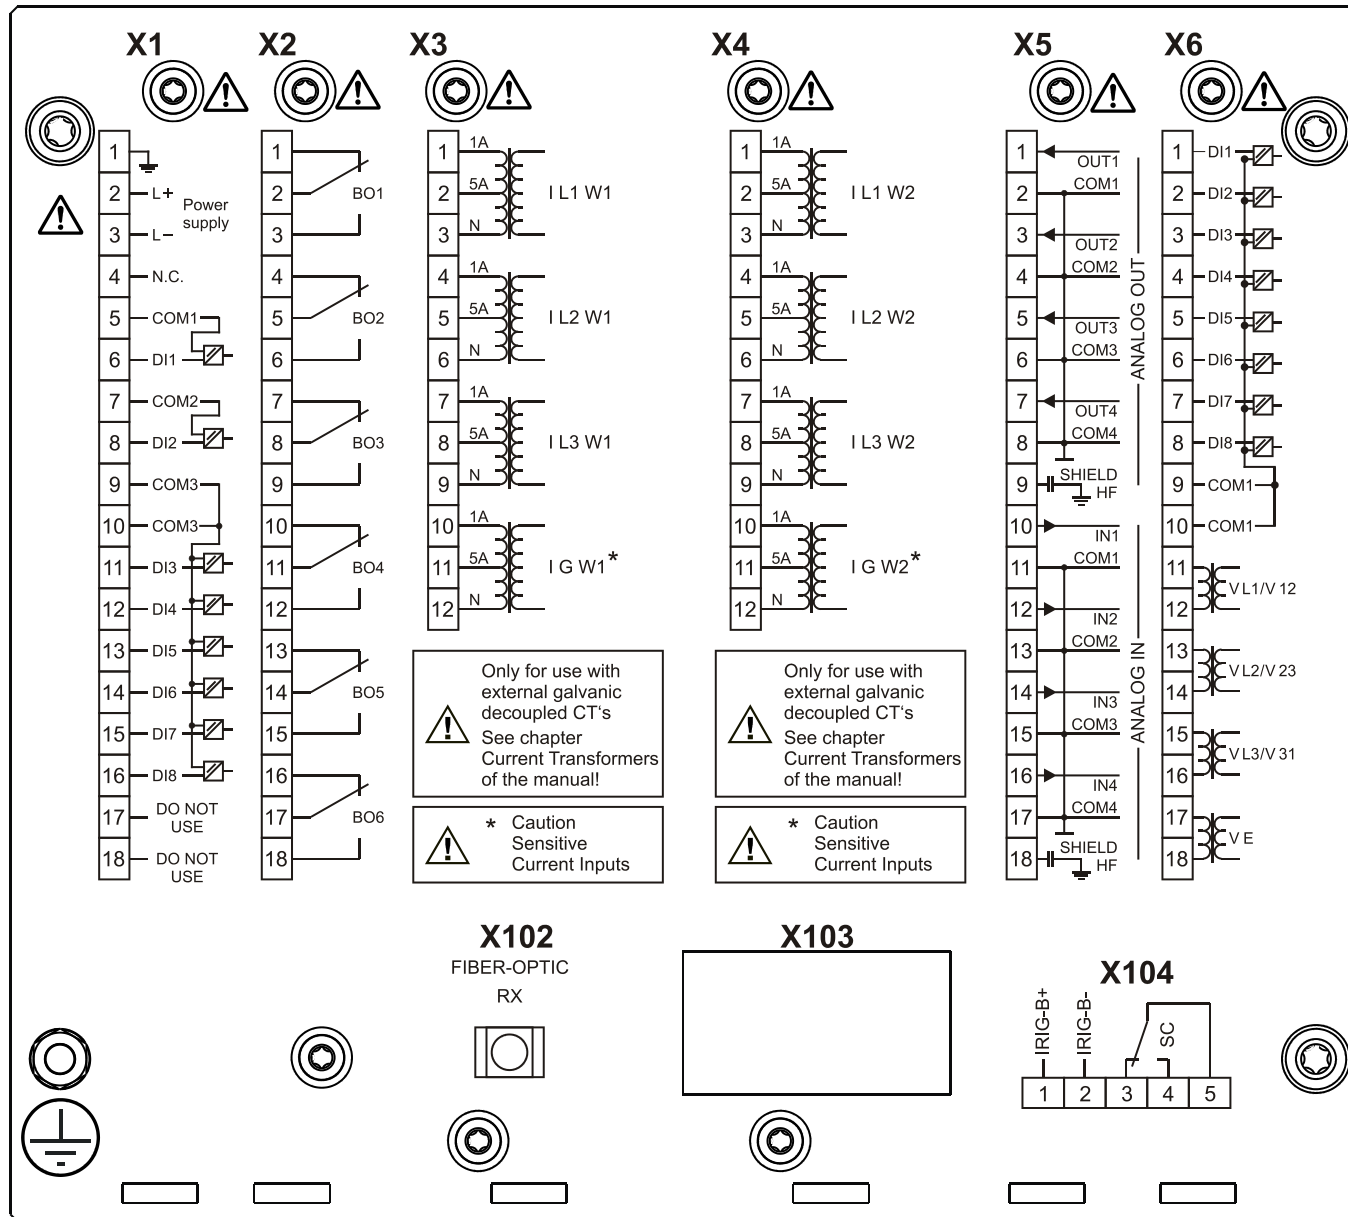 X1
1
2 L+
Power
supply
3 L–
4 N.C.
5 COM1
6 DI1
7 COM2
8 DI2
9 COM3
10 COM3
11 DI3
12 DI4
13 DI5
14 DI6
15 DI7
16 DI8
17 DO NOT
USE
18 DO NOT
USE
X2
1
2 BO1
3
4
5 BO2
6
7
8 BO3
9
10
11 BO4
12
13
14 BO5
15
16
17 BO6
18
X3
1 1A
2 5A I L1 W1
3 N
4 1A
5 5A I L2 W1
6 N
7 1A
8 5A I L3 W1
9 N
10 1A
11 5A I G W1*
12 N
Only for use with
external galvanic
decoupled CT‘s
See chapter
Current Transformers
of the manual!
* Caution
Sensitive
Current Inputs
X4
1 1A
2 5A I L1 W2
3 N
4 1A
5 5A I L2 W2
6 N
7 1A
8 5A I L3 W2
9 N
10 1A
11 5A I G W2*
12 N
Only for use with
external galvanic
decoupled CT‘s
See chapter
Current Transformers
of the manual!
* Caution
Sensitive
Current Inputs
X5
1 OUT1
2 COM1
3 OUT2
4 COM2
5 OUT3
6 COM3
7 OUT4
8 COM4
9 SHIELD
HF
ANALOG OUT
10 IN1
11 COM1
12 IN2
13 COM2
14 IN3
15 COM3
16 IN4
17 COM4
18 SHIELD
HF
ANALOG IN
X6
1 DI1
2 DI2
3 DI3
4 DI4
5 DI5
6 DI6
7 DI7
8 DI8
9 COM1
10 COM1
11
V L1/V 12
12
13
V L2/V 23
14
15
V L3/V 31
16
17
V E
18
X102
FIBER-OPTIC
RX
X103
X104
IRIG-B+
IRIG-B-
SC
1 2 3 4 5